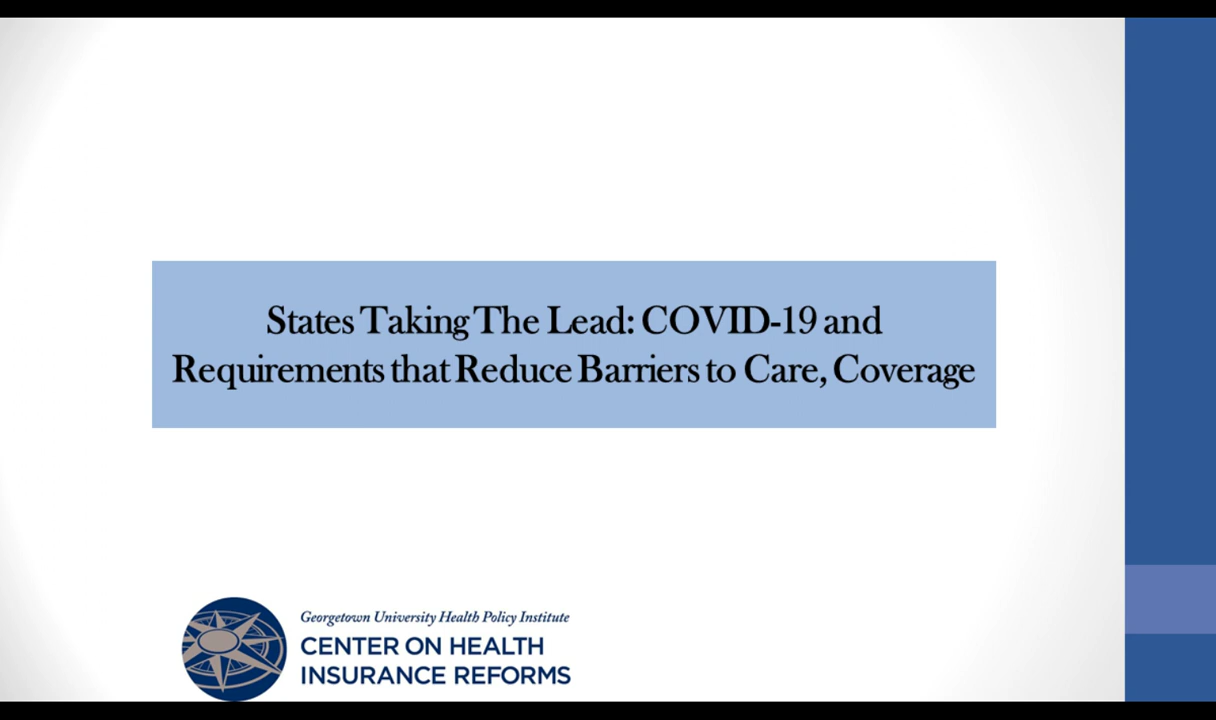 States Taking The Lead: COVID-19 and
Requirements that Reduce Barriers to Care, Coverage
Georgetown University Health Policy Institute
CENTER ON HEALTH
INSURANCE REFORMS